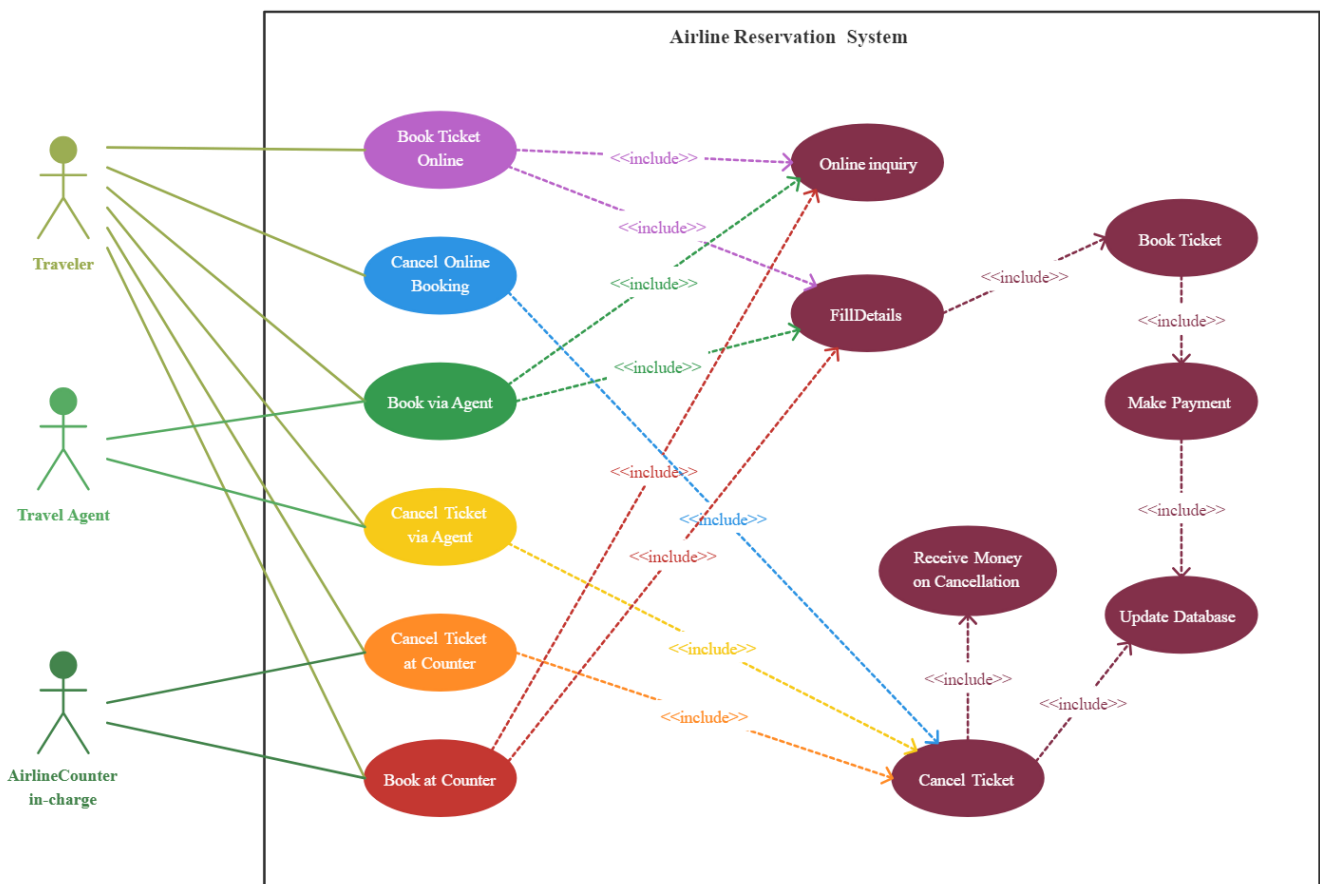 Airline Reservation System
Traveler
Travel Agent
AirlineCounter
in-charge
Book Ticket
Online
Cancel Online
Booking
Book via Agent
Cancel Ticket
via Agent
Cancel Ticket
at Counter
Book at Counter
<<include>>
<<include>>
<<include>>
<<include>>
<<include>>
<<include>>
<<include>>
<<include>>
<<include>>
Online inquiry
FillDetails
<<include>>
Book Ticket
<<include>>
Make Payment
<<include>>
Update Database
Receive Money
on Cancellation
<<include>>
<<include>>
Cancel Ticket